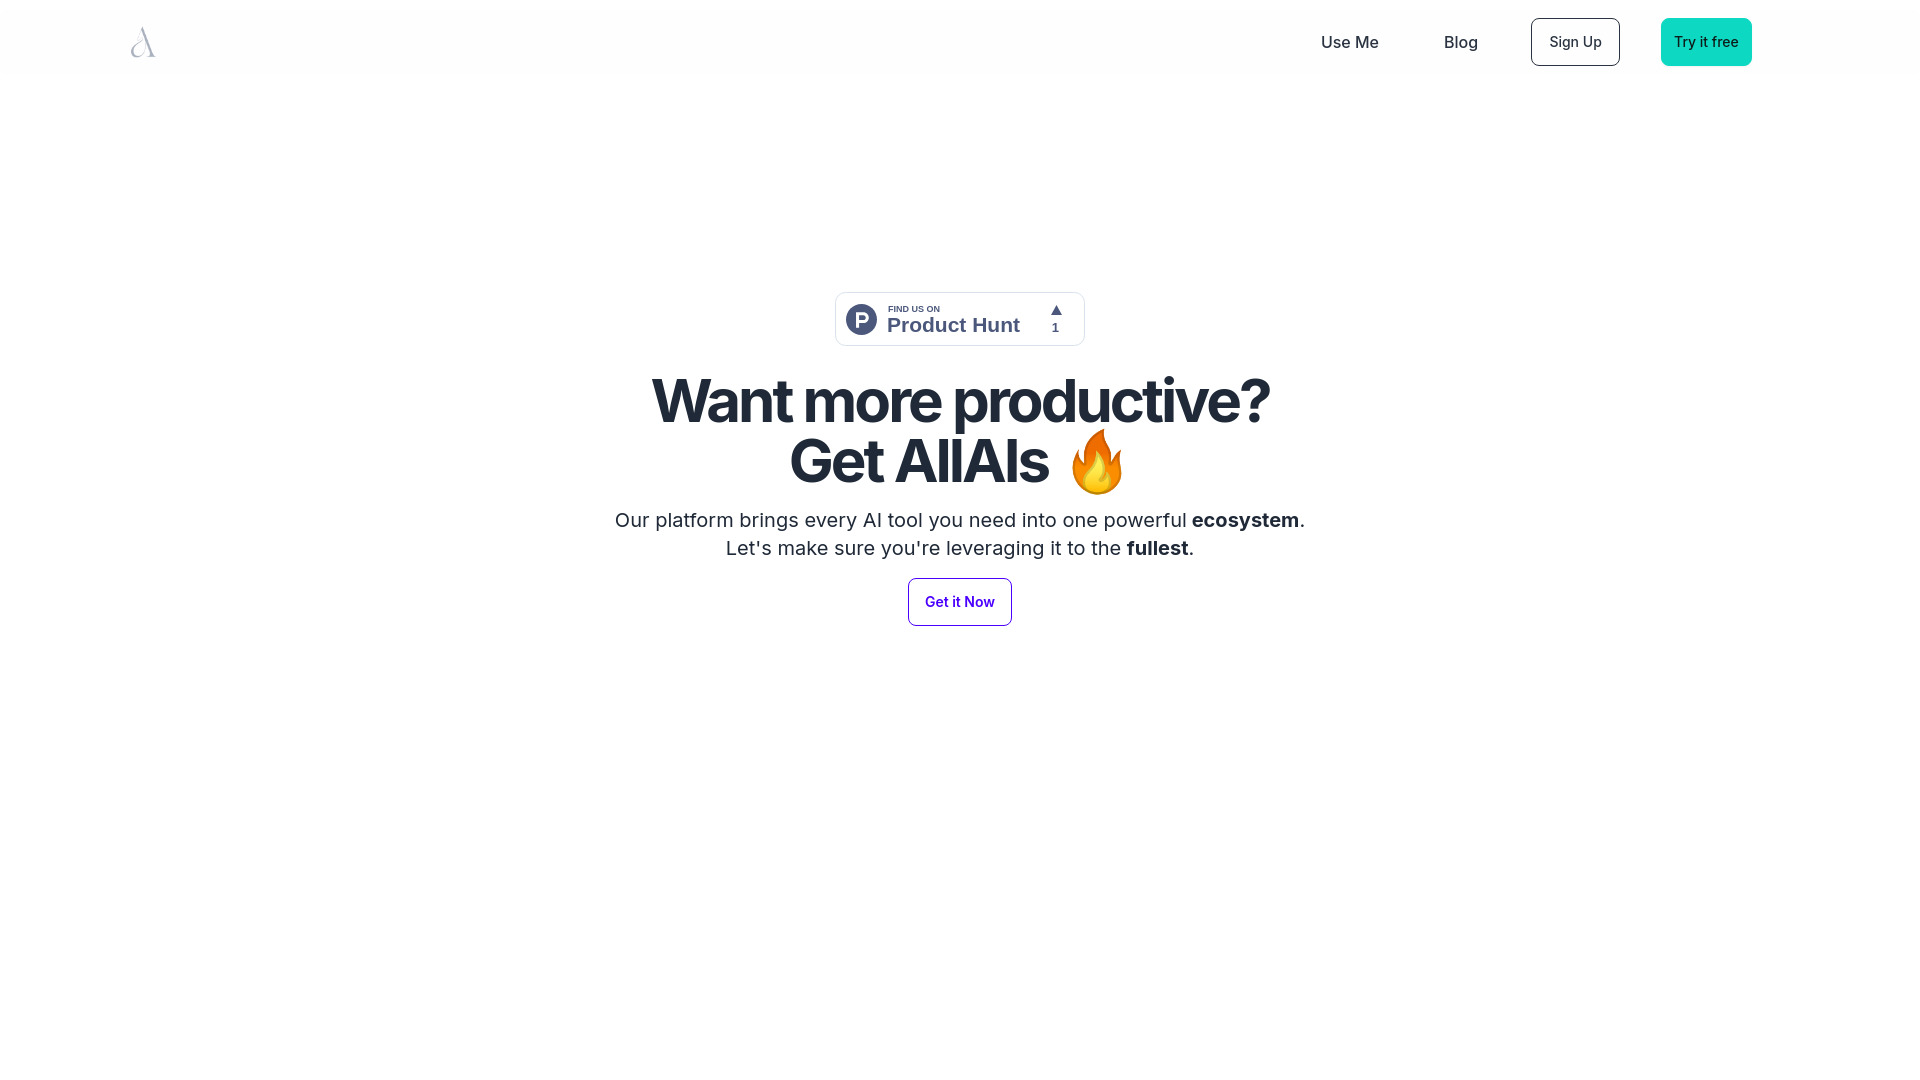 Use Me
Blog
Sign Up
Try it free
FIND US ON
Product Hunt
1
Want more productive?
Get AllAIs 🔥
Our platform brings every AI tool you need into one powerful ecosystem.
Let's make sure you're leveraging it to the fullest.
Get it Now